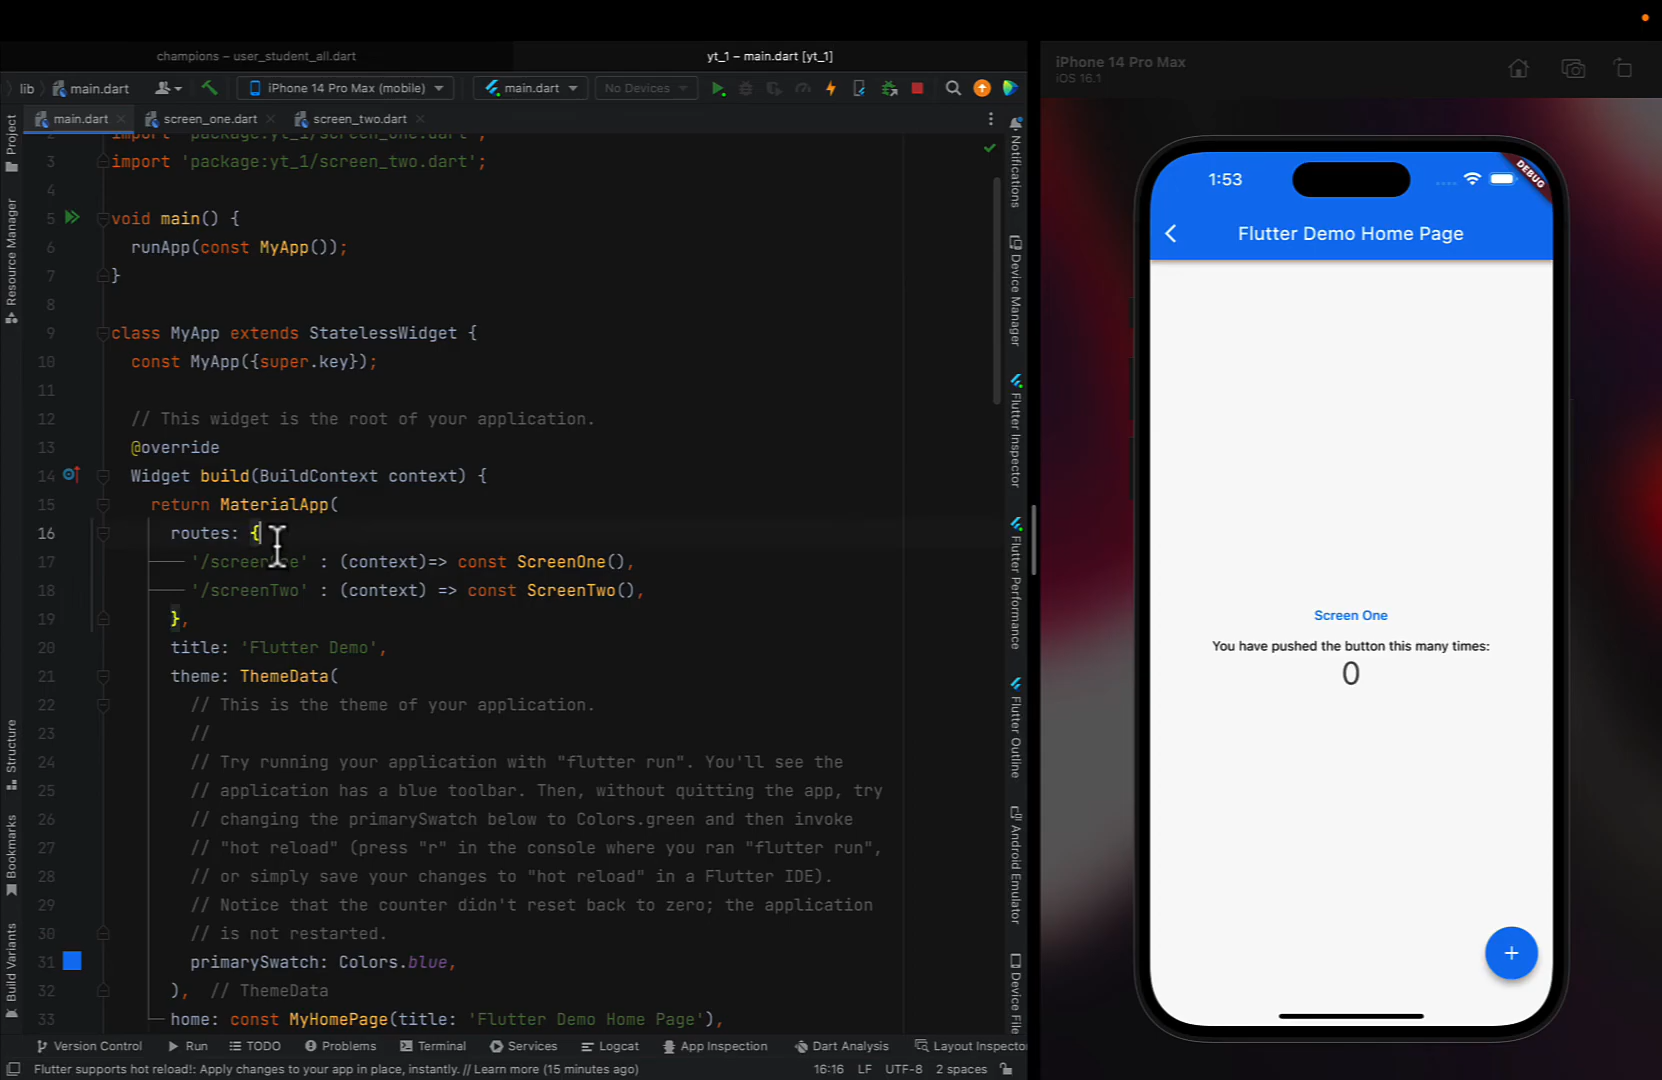 champions – user_student_all.dart
yt_1 – main.dart [yt_1]
lib
main.dart
iPhone 14 Pro Max (mobile)
main.dart
No Devices
main.dart
screen_one.dart
screen_two.dart
import 'package:yt_1/screen_one.dart';
3 import 'package:yt_1/screen_two.dart';
4
5 void main() {
6 runApp(const MyApp());
7 }
8
9 class MyApp extends StatelessWidget {
10 const MyApp({super.key});
11
12 // This widget is the root of your application.
13 @override
14 Widget build(BuildContext context) {
15 return MaterialApp(
16 routes: {
17 : (context)=> const ScreenOne(),
18 '/screenTwo' : (context) => const ScreenTwo(),
19 },
20 title: 'Flutter Demo',
21 theme: ThemeData(
22 // This is the theme of your application.
23 //
24 // Try running your application with "flutter run". You'll see the
25 // application has a blue toolbar. Then, without quitting the app, try
26 // changing the primarySwatch below to Colors.green and then invoke
27 // "hot reload" (press "r" in the console where you ran "flutter run",
28 // or simply save your changes to "hot reload" in a Flutter IDE).
29 // Notice that the counter didn't reset back to zero; the application
30 // is not restarted.
31 primarySwatch: Colors.blue,
32 ), // ThemeData
33 home: const MyHomePage(title: 'Flutter Demo Home Page'),
Project
Resource Manager
Structure
Bookmarks
Build Variants
Notifications
Device Manager
Flutter Inspector
Flutter Performance
Flutter Outline
Android Emulator
Device File
Version Control
Run
TODO
Problems
Terminal
Services
Logcat
App Inspection
Dart Analysis
Layout Inspector
Flutter supports hot reload!: Apply changes to your app in place, instantly. // Learn more (15 minutes ago)
16:16 LF UTF-8 2 spaces
iPhone 14 Pro Max
iOS 16.1
1:53
DEBUG
Flutter Demo Home Page
Screen One
You have pushed the button this many times:
0